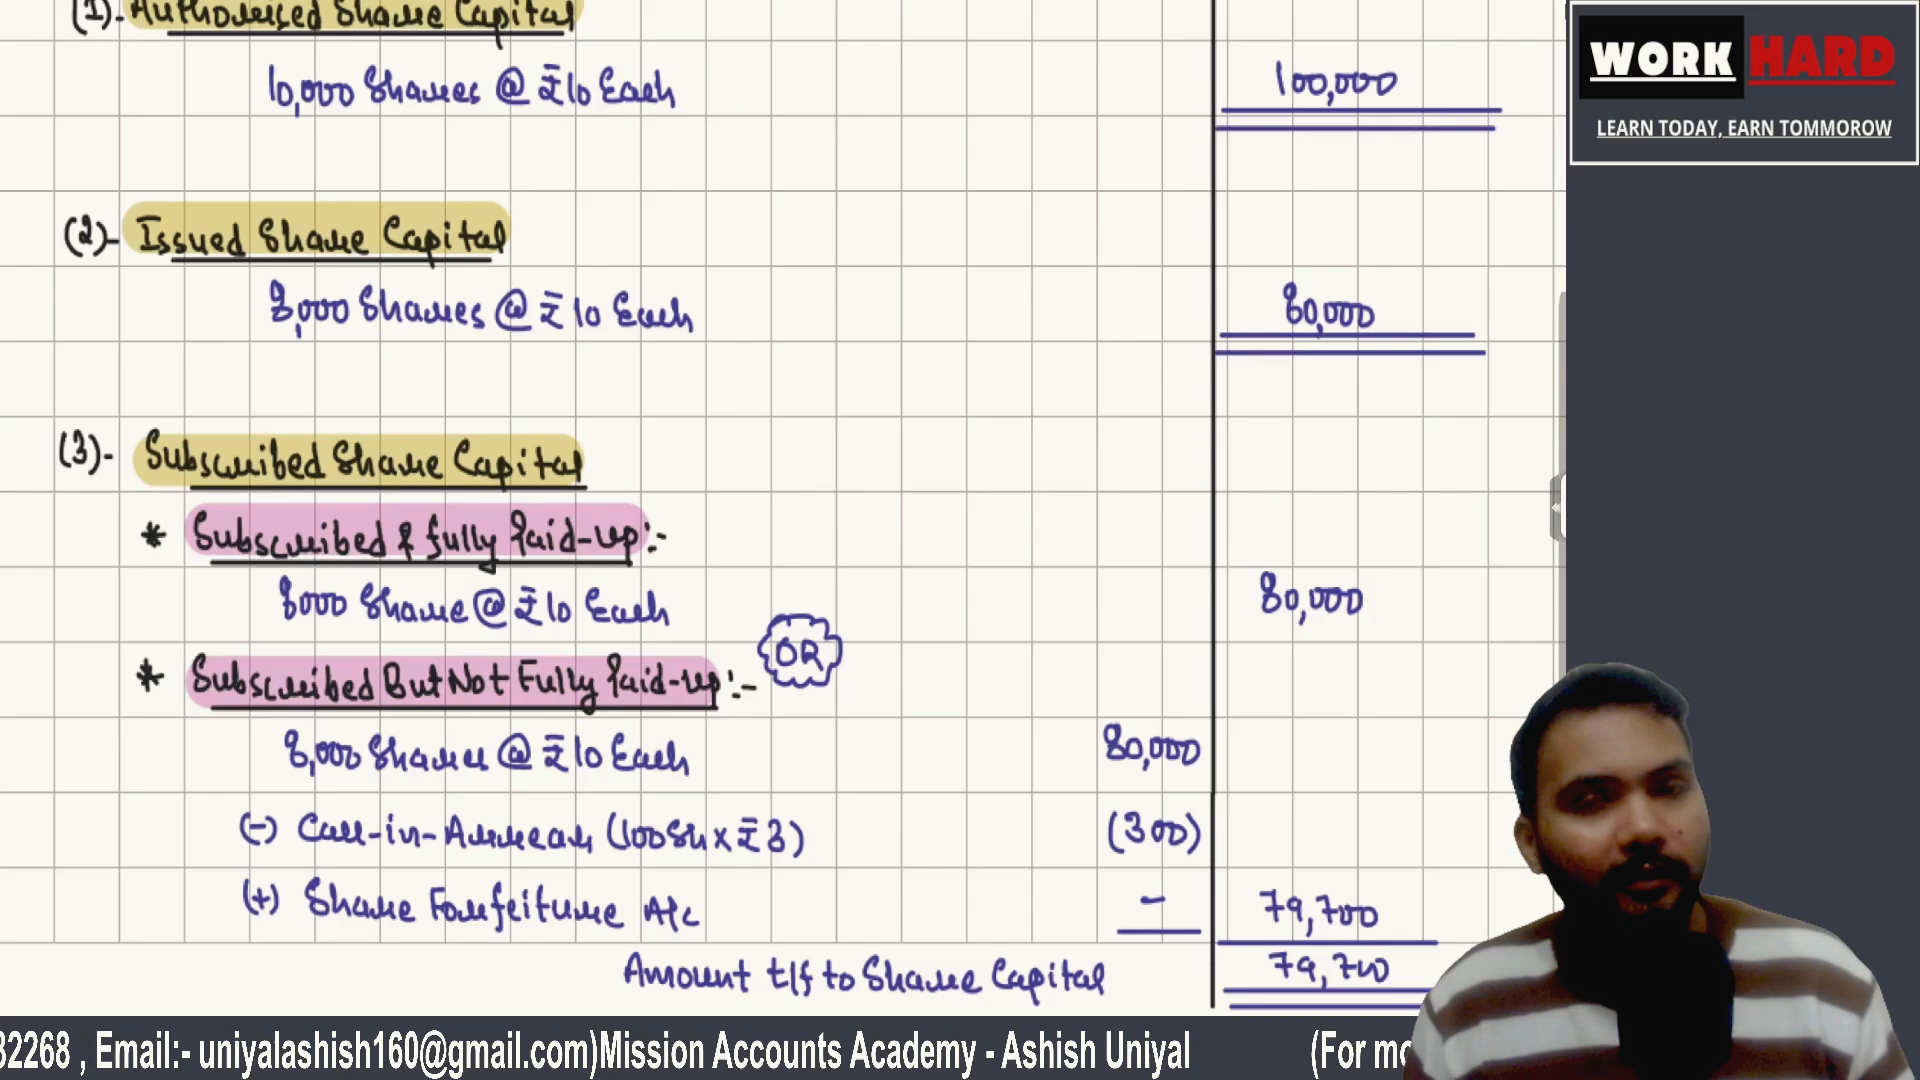 (1)- Authorised Share Capital
10,000 Shares @ ₹10 Each 100,000
(2)- Issued Share Capital
8,000 Shares @ ₹10 Each 80,000
(3)- Subscribed Share Capital
* Subscribed & fully Paid-up:-
8000 Share @ ₹10 Each 80,000
OR
* Subscribed But Not Fully Paid-up:-
8,000 Shares @ ₹10 Each 80,000
(-) Call-in-Arrear (100Sh x ₹3) (300)
(+) Share Forfeiture A/c - 79,700
Amount t/f to Share Capital 79,700
WORK HARD
LEARN TODAY, EARN TOMMOROW
32268 , Email:- uniyalashish160@gmail.com)Mission Accounts Academy - Ashish Uniyal (For mo